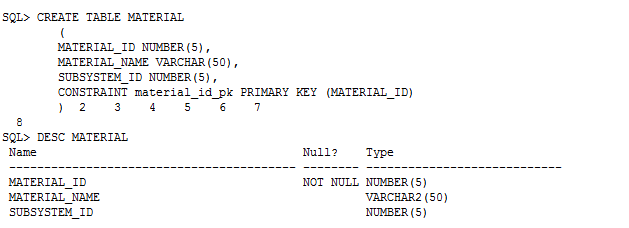 SQL> CREATE TABLE MATERIAL
(
MATERIAL_ID NUMBER(5),
MATERIAL_NAME VARCHAR(50),
SUBSYSTEM_ID NUMBER(5),
CONSTRAINT material_id_pk PRIMARY KEY (MATERIAL_ID)
) 2 3 4 5 6 7
8
SQL> DESC MATERIAL
Name Null? Type
----------------------------------------- -------- ----------------------------
MATERIAL_ID NOT NULL NUMBER(5)
MATERIAL_NAME VARCHAR2(50)
SUBSYSTEM_ID NUMBER(5)